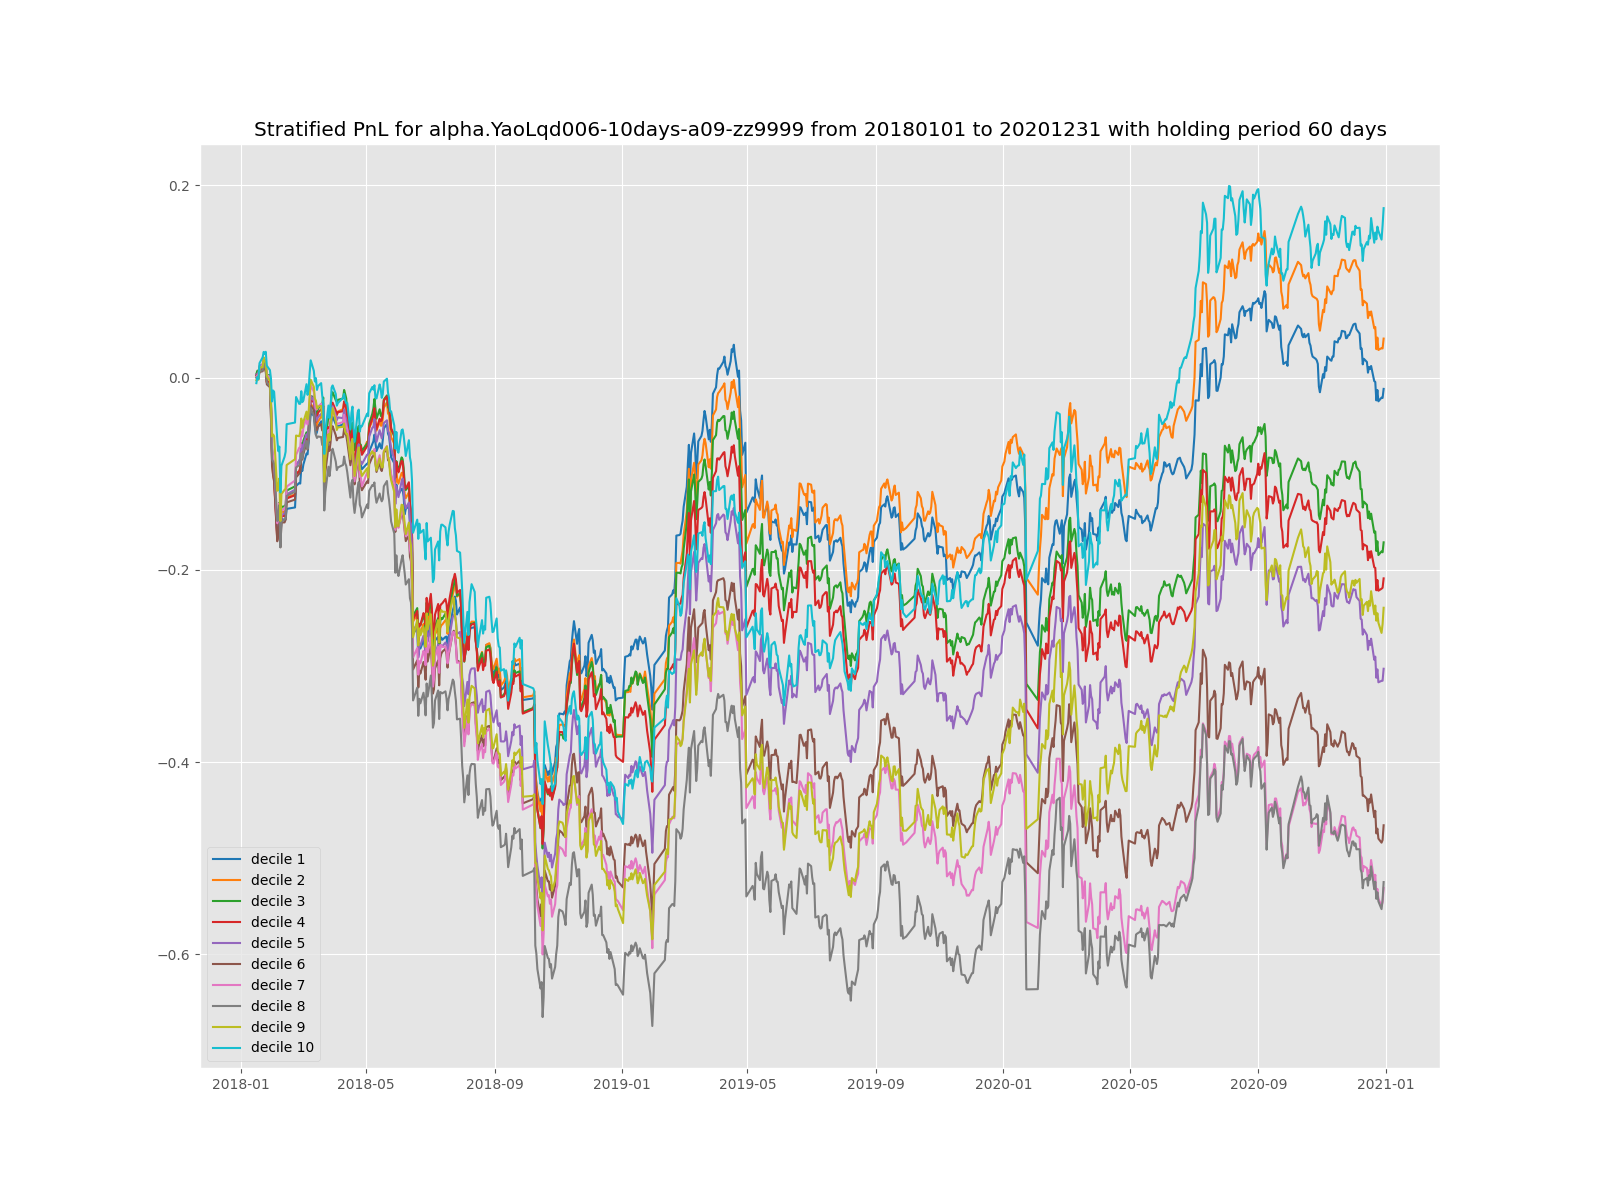 Stratified PnL for alpha.YaoLqd006-10days-a09-zz9999 from 20180101 to 20201231 with holding period 60 days
0.2
0.0
−0.2
−0.4
−0.6
decile 1
decile 2
decile 3
decile 4
decile 5
decile 6
decile 7
decile 8
decile 9
decile 10
2018-01 2018-05 2018-09 2019-01 2019-05 2019-09 2020-01 2020-05 2020-09 2021-01